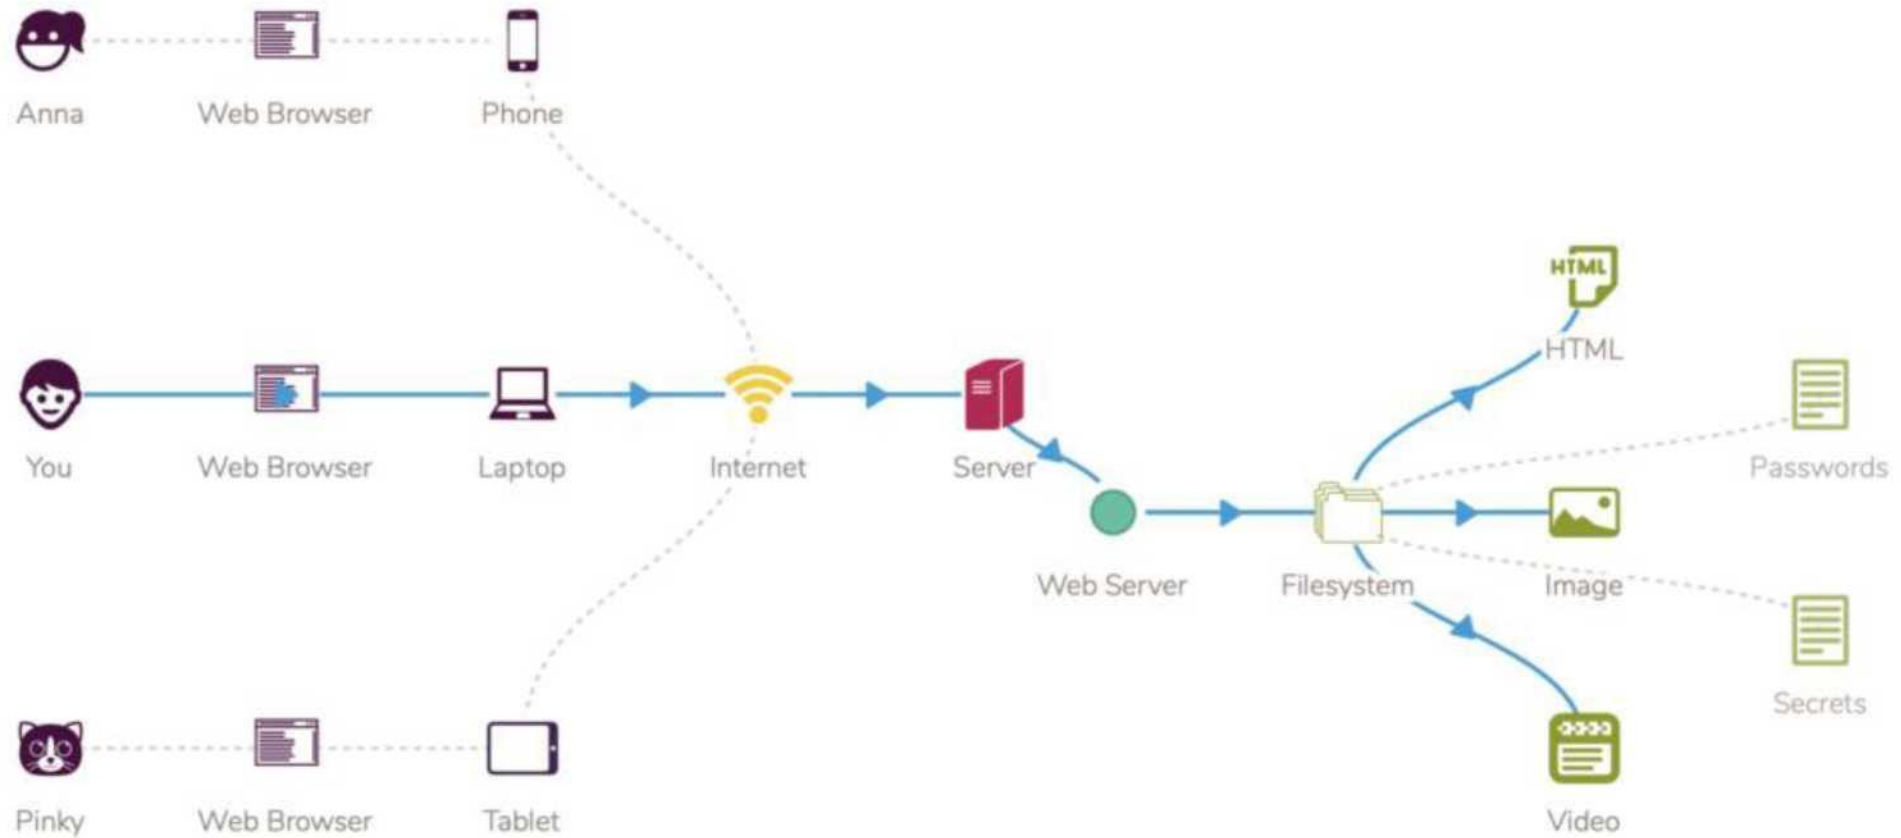 Anna
Web Browser
Phone
HTML
HTML
You
Web Browser
Laptop
Internet
Server
Passwords
Web Server
Filesystem
Image
Secrets
Pinky
Web Browser
Tablet
Video